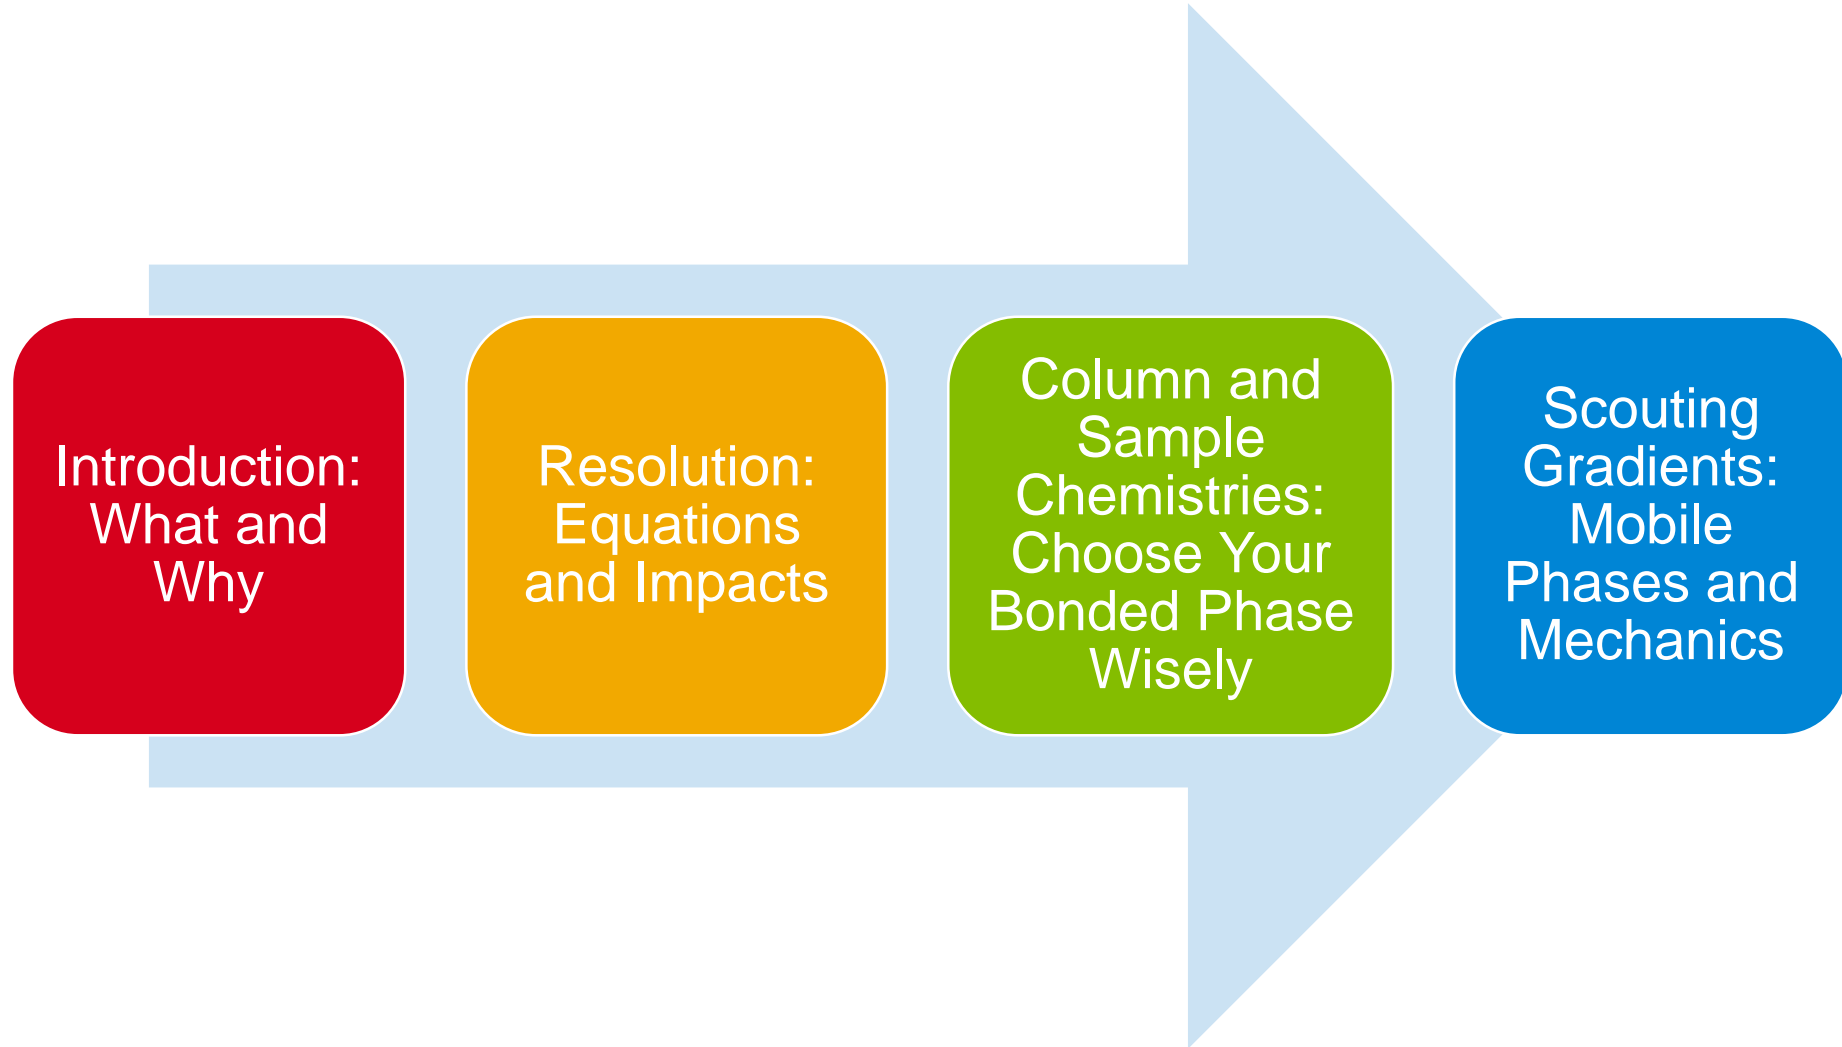 Introduction:
What and
Why
Resolution:
Equations
and Impacts
Column and
Sample
Chemistries:
Choose Your
Bonded Phase
Wisely
Scouting
Gradients:
Mobile
Phases and
Mechanics